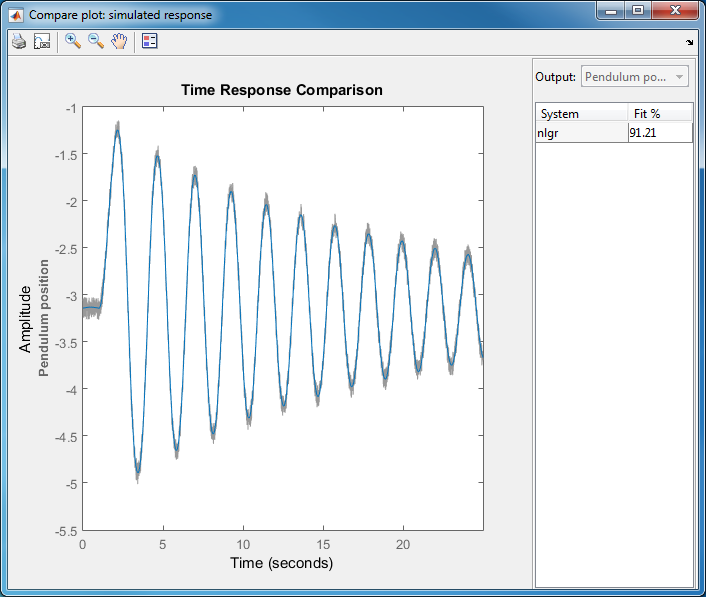 Compare plot: simulated response
Time Response Comparison
Output: Pendulum po...
System Fit %
nlgr 91.21
Amplitude
Pendulum position
-1
-1.5
-2
-2.5
-3
-3.5
-4
-4.5
-5
-5.5
0 5 10 15 20
Time (seconds)